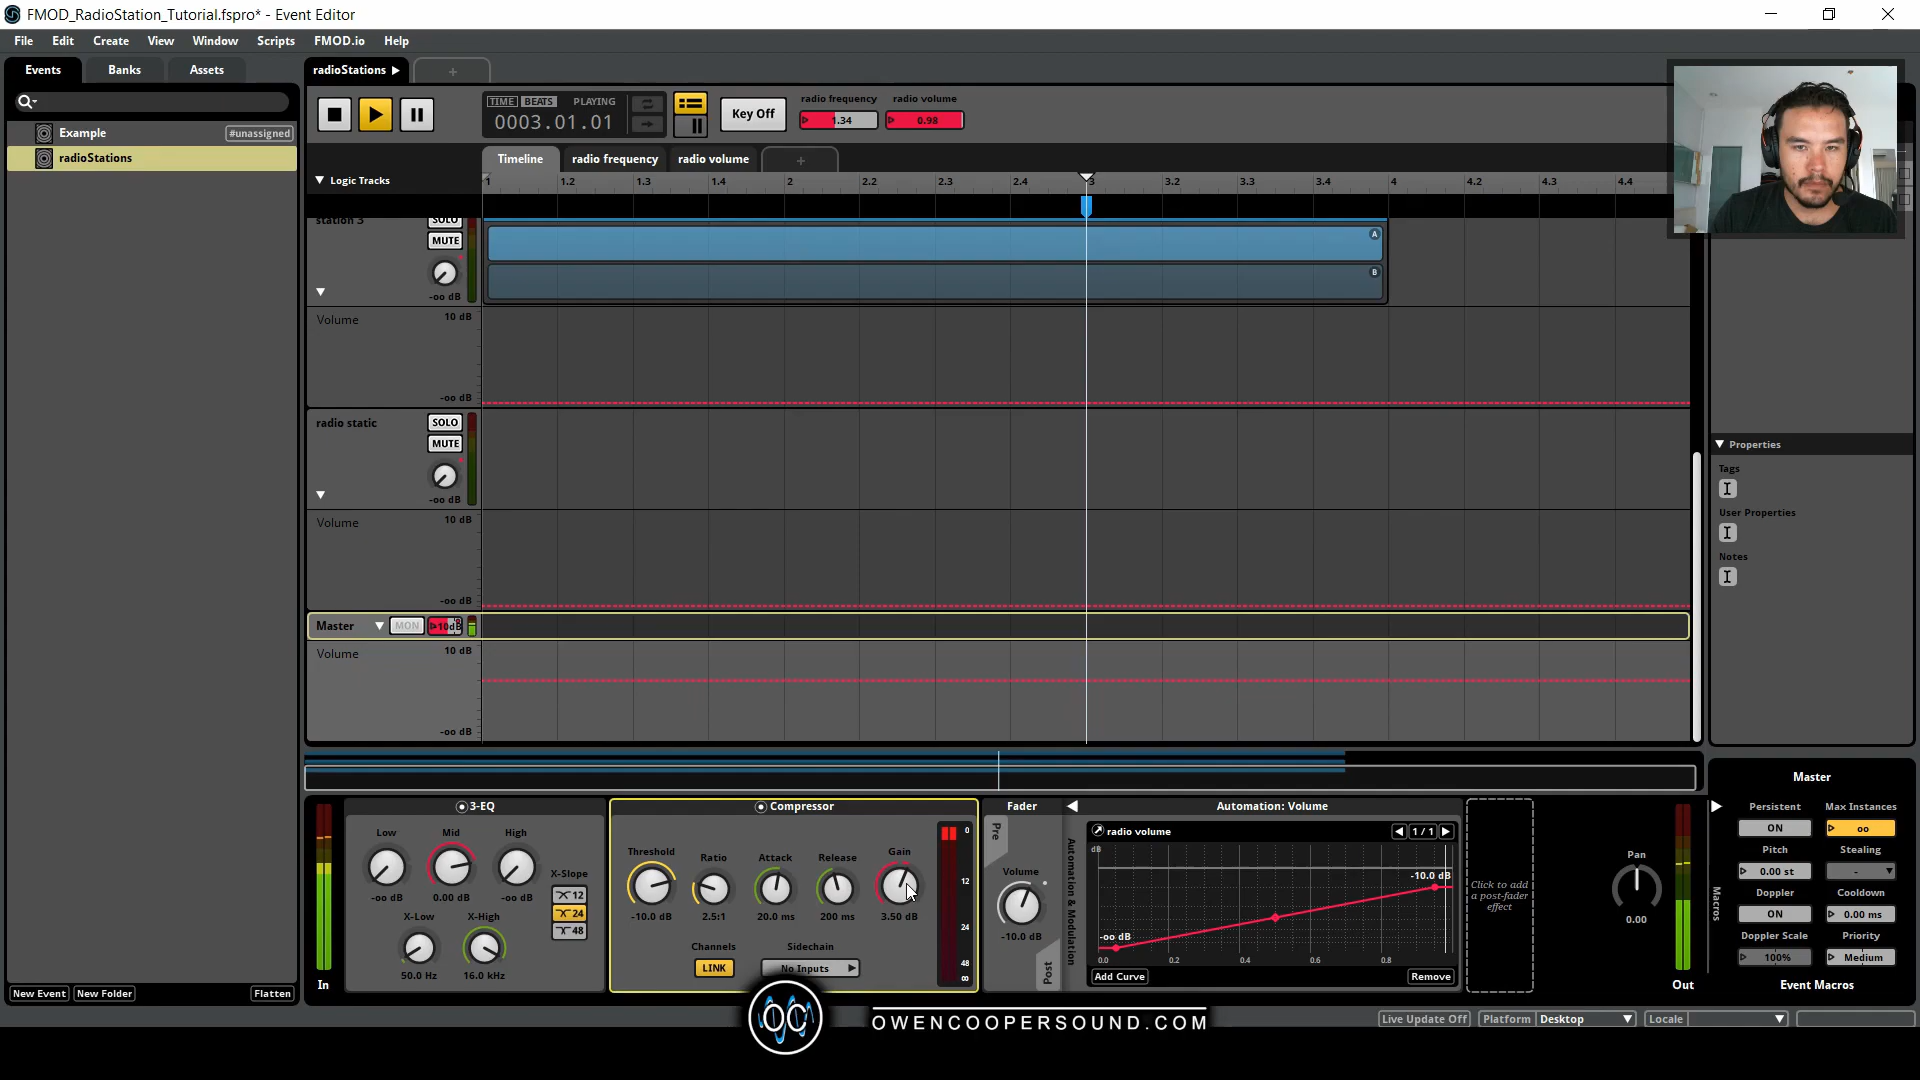 FMOD_RadioStation_Tutorial.fspro* - Event Editor
File Edit Create View Window Scripts FMOD.io Help
Events Banks Assets radioStations +
TIME BEATS PLAYING
0003.01.01
Key Off
radio frequency radio volume
1.34 0.98
Example #unassigned
radioStations
Timeline radio frequency radio volume +
Logic Tracks
1 1.2 1.3 1.4 2 2.2 2.3 2.4 3 3.2 3.3 3.4 4 4.2 4.3 4.4
station 3 SOLO
MUTE
-oo dB
A
B
Volume 10 dB
-oo dB
radio static SOLO
MUTE
-oo dB
Volume 10 dB
-oo dB
Master MON 10dB
Volume 10 dB
-oo dB
Properties
Tags
User Properties
Notes
3-EQ
Low Mid High
-oo dB 0.00 dB -oo dB
X-Slope
12
24
48
X-Low X-High
50.0 Hz 16.0 kHz
Compressor
Threshold Ratio Attack Release Gain
-10.0 dB 2.5:1 20.0 ms 200 ms 3.50 dB
Channels Sidechain
LINK No Inputs
0
12
24
48
oo
Fader
Pre
Volume
-10.0 dB
Post
Automation & Modulation
Automation: Volume
radio volume 1 / 1
dB
-10.0 dB
-oo dB
0.0 0.2 0.4 0.6 0.8
Add Curve Remove
Click to add
a post-fader
effect
In
Out
Pan
0.00
Macros
Master
Persistent Max Instances
ON oo
Pitch Stealing
0.00 st -
Doppler Cooldown
ON 0.00 ms
Doppler Scale Priority
100% Medium
Event Macros
New Event New Folder Flatten
OC
OWENCOOPERSOUND.COM
Live Update Off Platform Desktop Locale